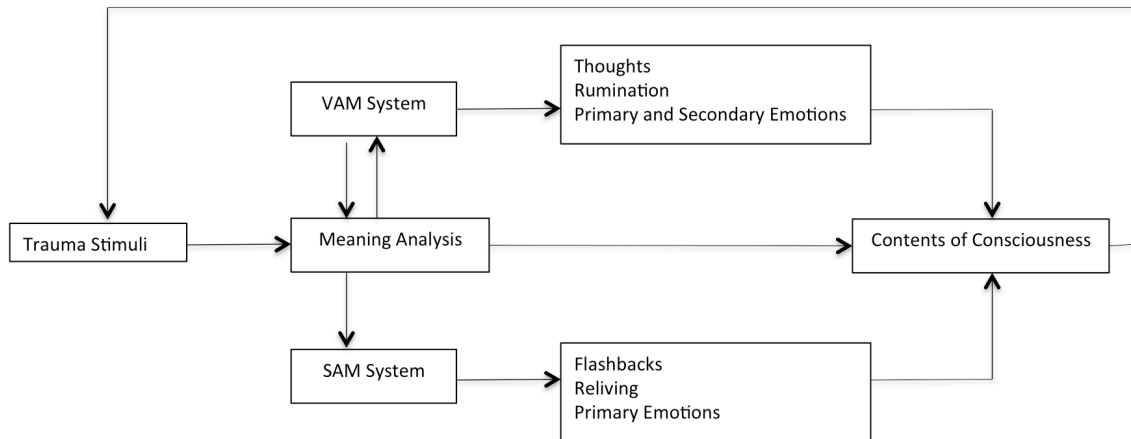 Thoughts
Rumination
Primary and Secondary Emotions
VAM System
Trauma Stimuli
Meaning Analysis
Contents of Consciousness
SAM System
Flashbacks
Reliving
Primary Emotions